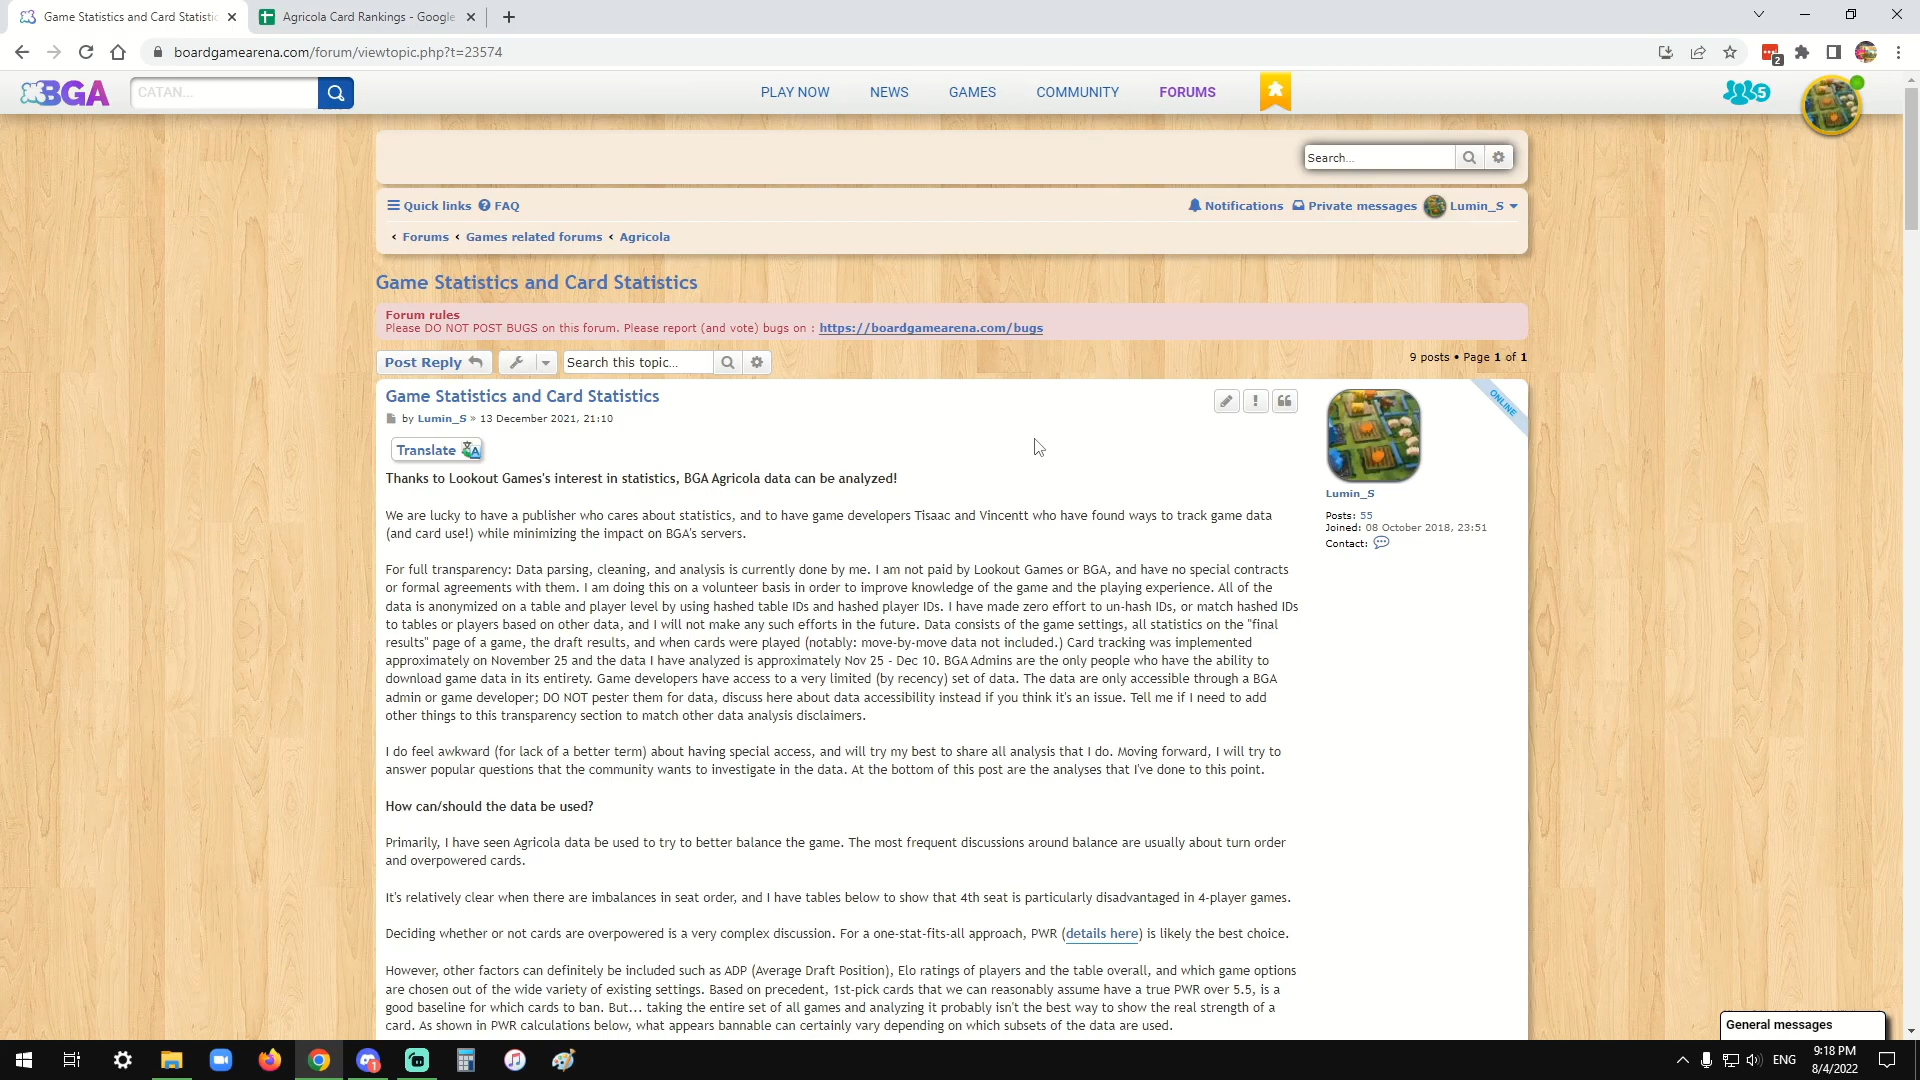 Game Statistics and Card Statistic
Agricola Card Rankings - Google
boardgamearena.com/forum/viewtopic.php?t=23574
2
BGA
CATAN...
PLAY NOW
NEWS
GAMES
COMMUNITY
FORUMS
5
Search...
Quick links
FAQ
Notifications
Private messages
Lumin_S
‹ Forums ‹ Games related forums ‹ Agricola
Game Statistics and Card Statistics
Forum rules
Please DO NOT POST BUGS on this forum. Please report (and vote) bugs on : https://boardgamearena.com/bugs
Post Reply
Search this topic...
9 posts • Page 1 of 1
Game Statistics and Card Statistics
by Lumin_S » 13 December 2021, 21:10
ONLINE
Translate
Thanks to Lookout Games's interest in statistics, BGA Agricola data can be analyzed!
We are lucky to have a publisher who cares about statistics, and to have game developers Tisaac and Vincentt who have found ways to track game data
(and card use!) while minimizing the impact on BGA's servers.
Lumin_S
Posts: 55
Joined: 08 October 2018, 23:51
Contact:
For full transparency: Data parsing, cleaning, and analysis is currently done by me. I am not paid by Lookout Games or BGA, and have no special contracts
or formal agreements with them. I am doing this on a volunteer basis in order to improve knowledge of the game and the playing experience. All of the
data is anonymized on a table and player level by using hashed table IDs and hashed player IDs. I have made zero effort to un-hash IDs, or match hashed IDs
to tables or players based on other data, and I will not make any such efforts in the future. Data consists of the game settings, all statistics on the "final
results" page of a game, the draft results, and when cards were played (notably: move-by-move data not included.) Card tracking was implemented
approximately on November 25 and the data I have analyzed is approximately Nov 25 - Dec 10. BGA Admins are the only people who have the ability to
download game data in its entirety. Game developers have access to a very limited (by recency) set of data. The data are only accessible through a BGA
admin or game developer; DO NOT pester them for data, discuss here about data accessibility instead if you think it's an issue. Tell me if I need to add
other things to this transparency section to match other data analysis disclaimers.
I do feel awkward (for lack of a better term) about having special access, and will try my best to share all analysis that I do. Moving forward, I will try to
answer popular questions that the community wants to investigate in the data. At the bottom of this post are the analyses that I've done to this point.
How can/should the data be used?
Primarily, I have seen Agricola data be used to try to better balance the game. The most frequent discussions around balance are usually about turn order
and overpowered cards.
It's relatively clear when there are imbalances in seat order, and I have tables below to show that 4th seat is particularly disadvantaged in 4-player games.
Deciding whether or not cards are overpowered is a very complex discussion. For a one-stat-fits-all approach, PWR (details here) is likely the best choice.
However, other factors can definitely be included such as ADP (Average Draft Position), Elo ratings of players and the table overall, and which game options
are chosen out of the wide variety of existing settings. Based on precedent, 1st-pick cards that we can reasonably assume have a true PWR over 5.5, is a
good baseline for which cards to ban. But... taking the entire set of all games and analyzing it probably isn't the best way to show the real strength of a
card. As shown in PWR calculations below, what appears bannable can certainly vary depending on which subsets of the data are used.
General messages
1
ENG
9:18 PM
8/4/2022